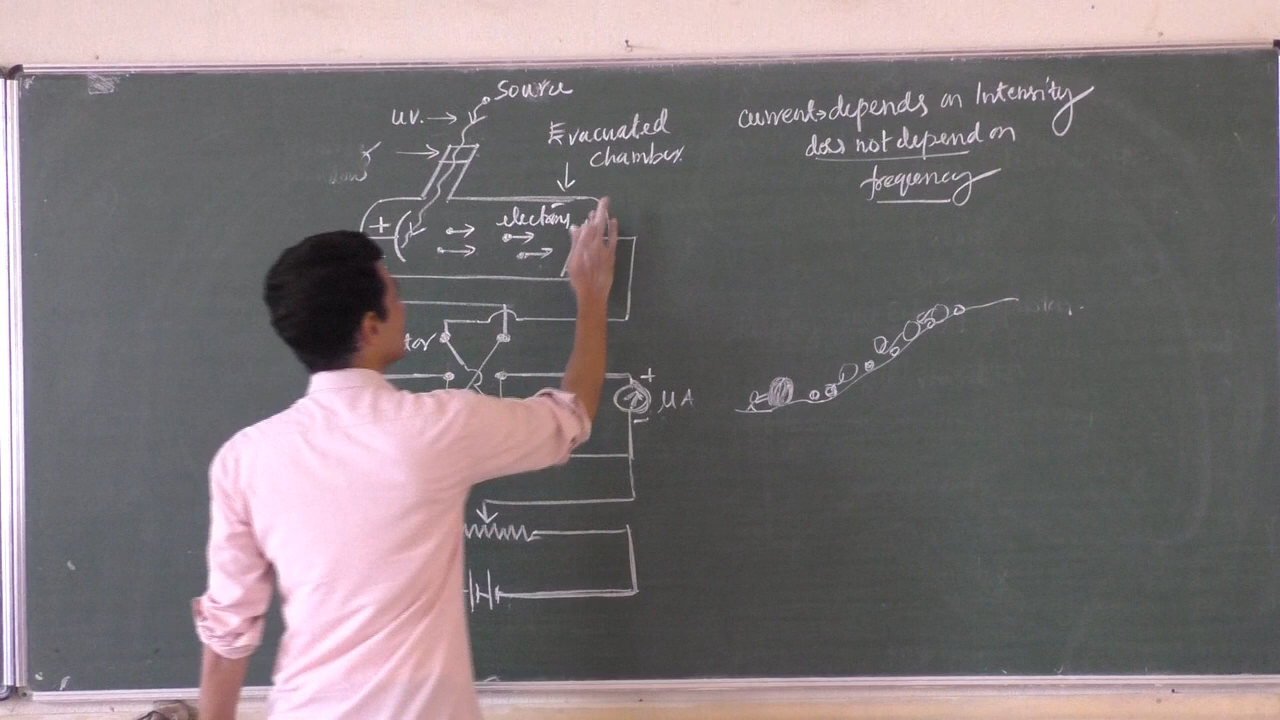 source
u.v. →
Evacuated
chamber
current→depends on Intensity
does not depend on
frequency
+
electrons
tor
+
μA
-